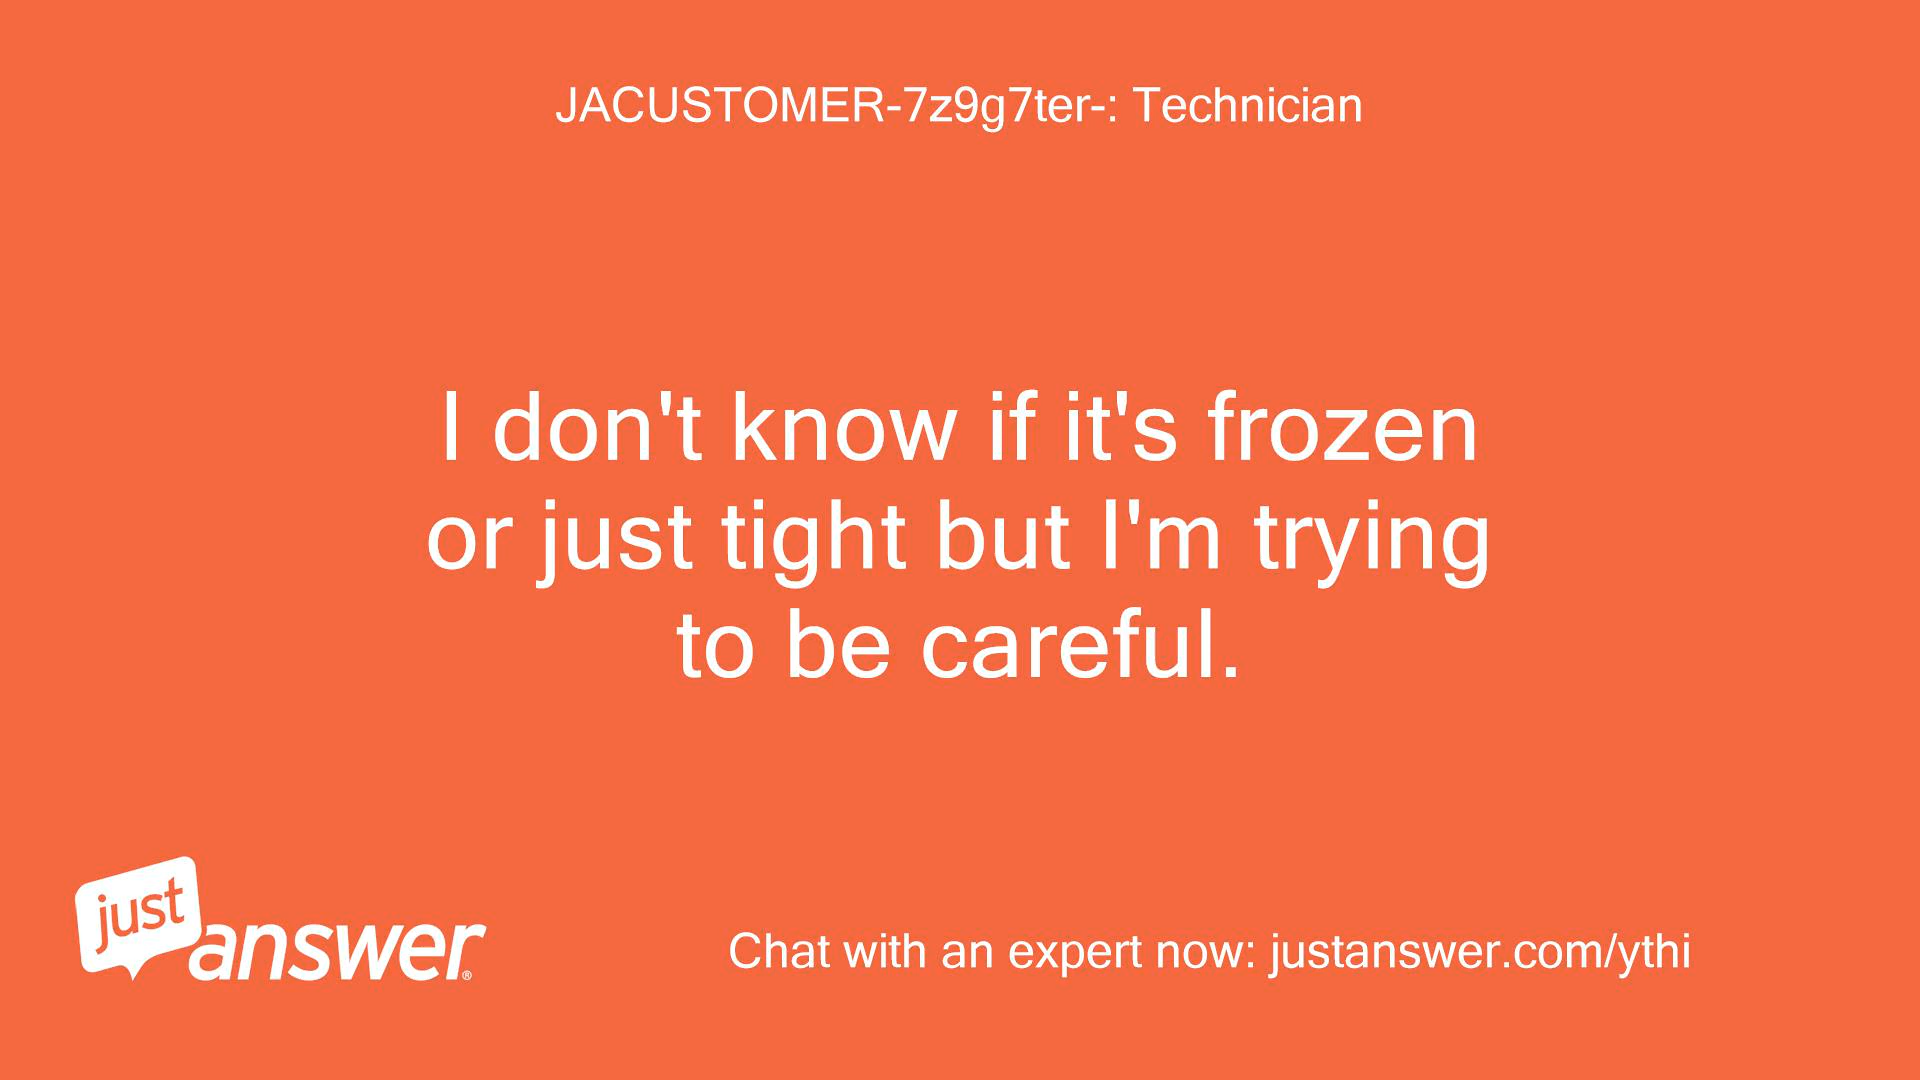 JACUSTOMER-7z9g7ter-: Technician
I don't know if it's frozen
or just tight but I'm trying
to be careful.
just
answer®
Chat with an expert now: justanswer.com/ythi